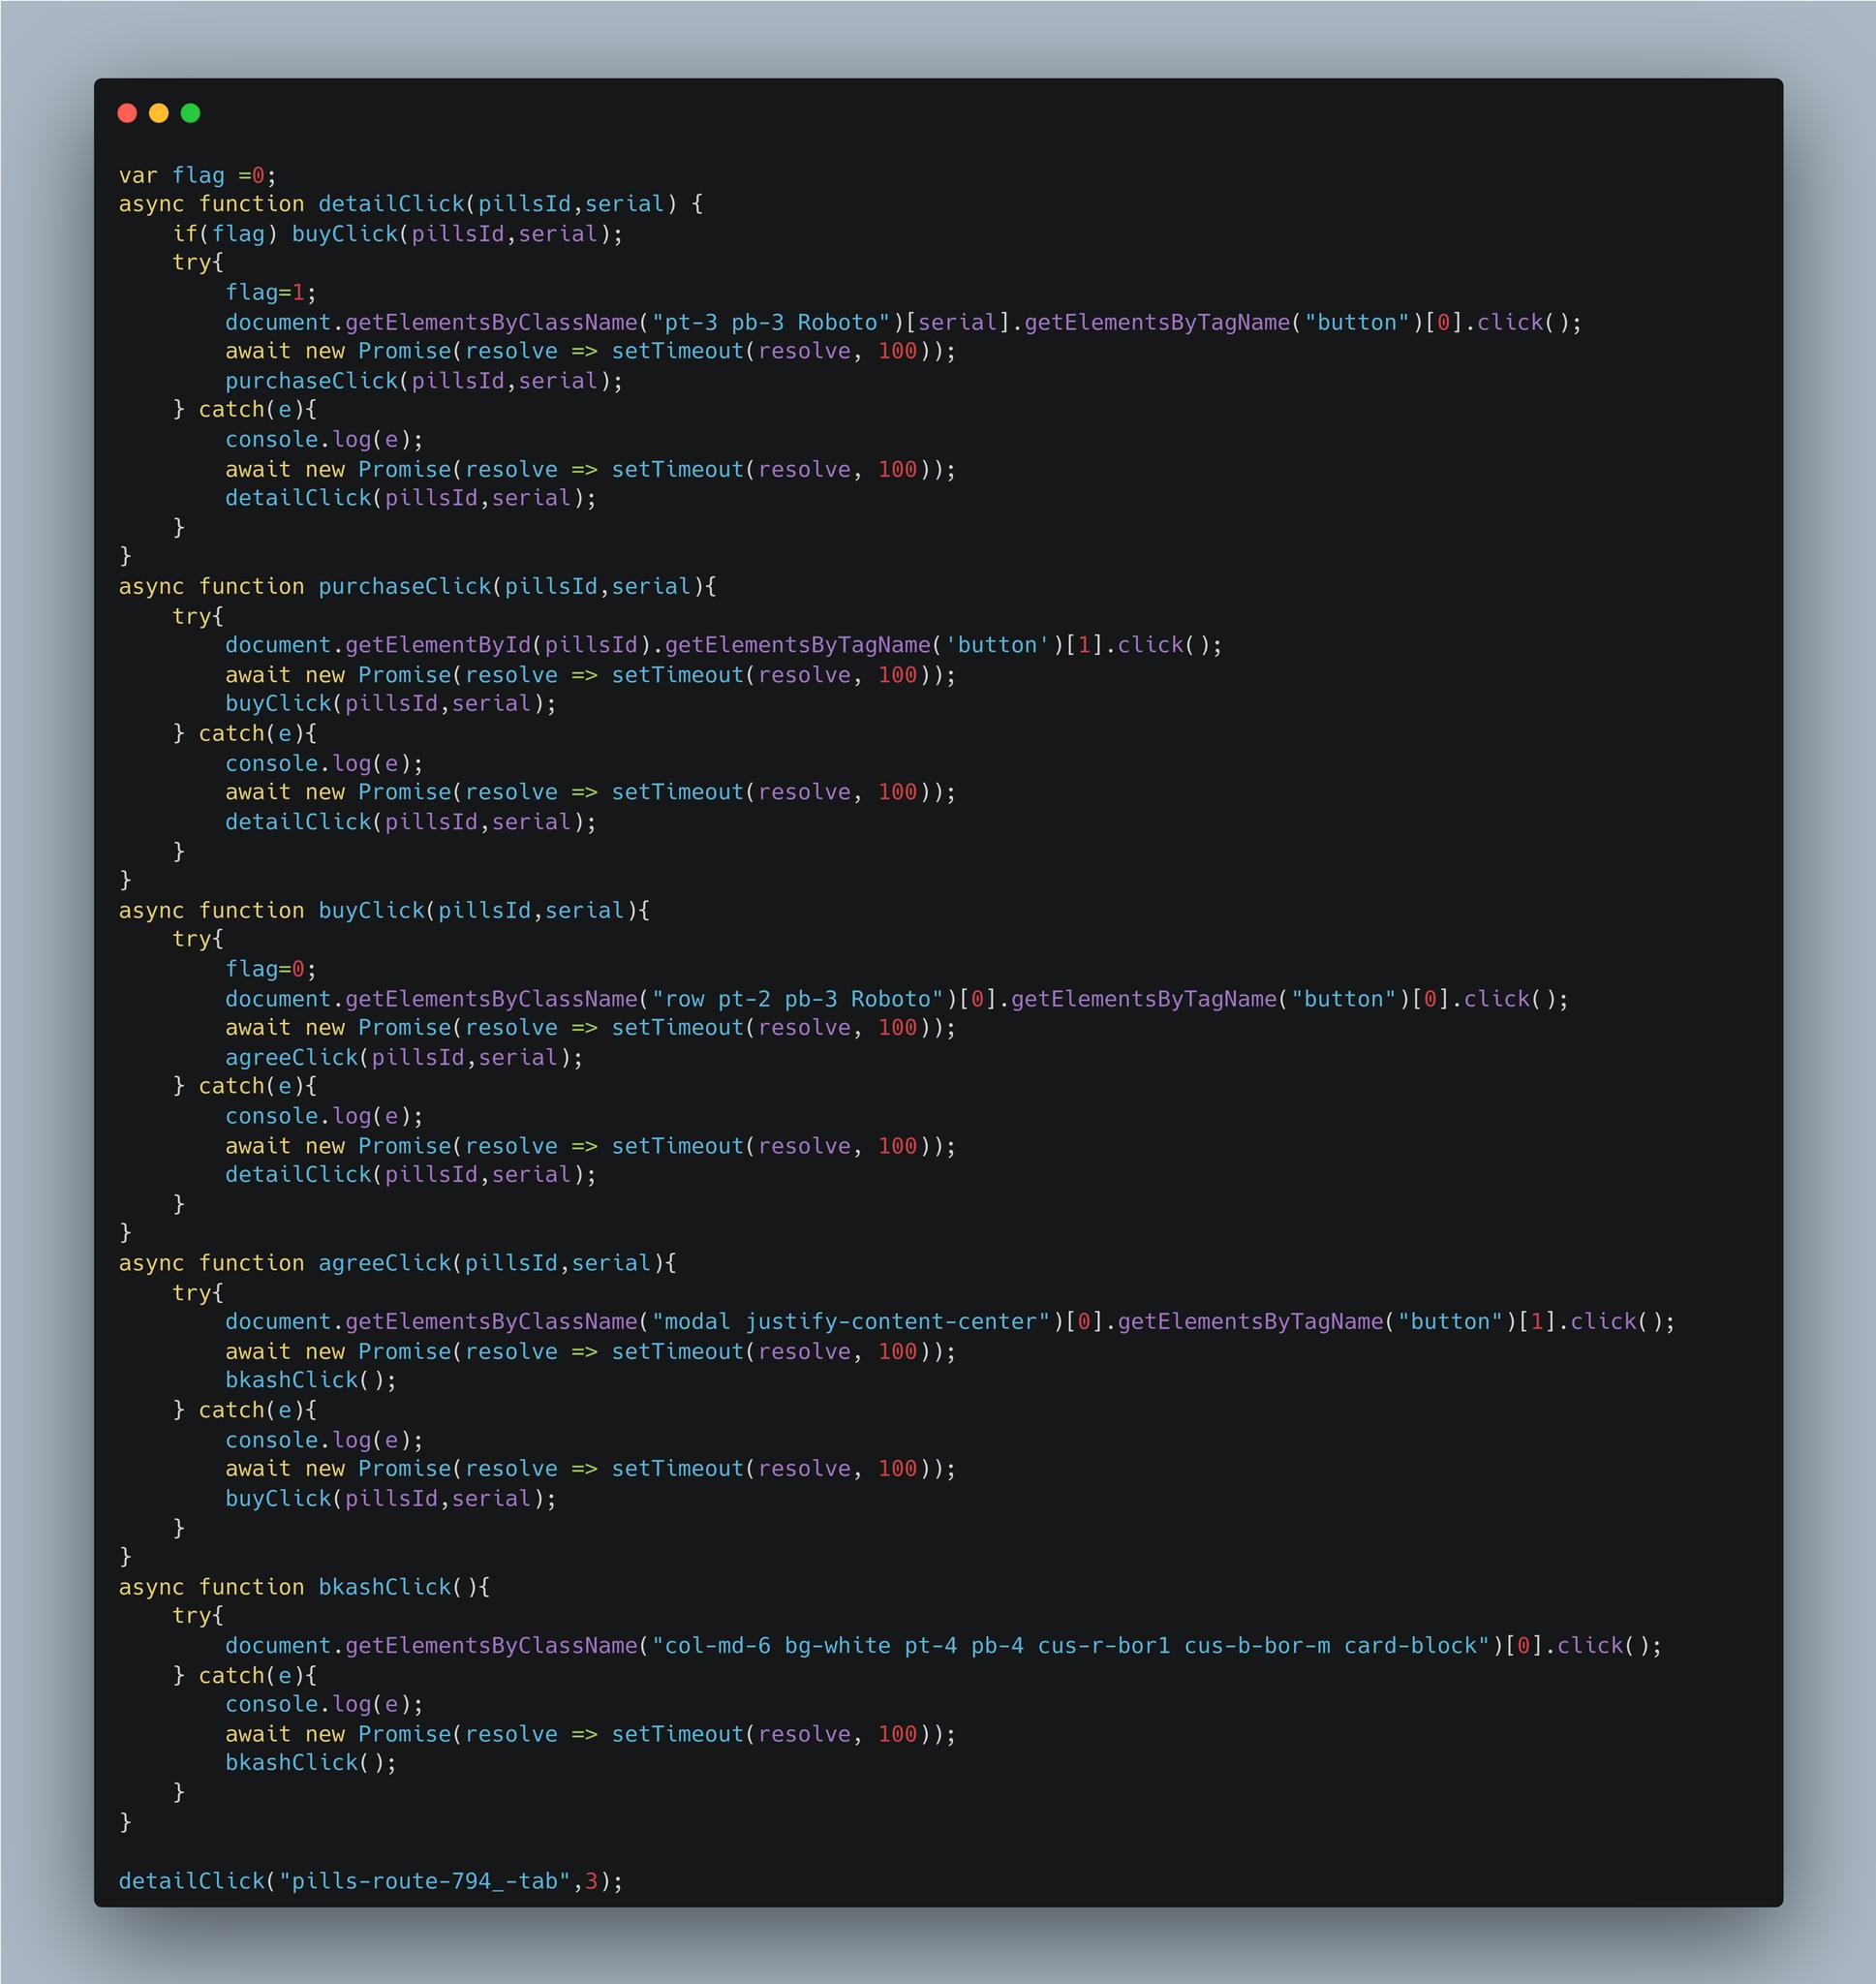 var flag =0;
async function detailClick(pillsId,serial) {
    if(flag) buyClick(pillsId,serial);
    try{
        flag=1;
        document.getElementsByClassName("pt-3 pb-3 Roboto")[serial].getElementsByTagName("button")[0].click();
        await new Promise(resolve => setTimeout(resolve, 100));
        purchaseClick(pillsId,serial);
    } catch(e){
        console.log(e);
        await new Promise(resolve => setTimeout(resolve, 100));
        detailClick(pillsId,serial);
    }
}
async function purchaseClick(pillsId,serial){
    try{
        document.getElementById(pillsId).getElementsByTagName('button')[1].click();
        await new Promise(resolve => setTimeout(resolve, 100));
        buyClick(pillsId,serial);
    } catch(e){
        console.log(e);
        await new Promise(resolve => setTimeout(resolve, 100));
        detailClick(pillsId,serial);
    }
}
async function buyClick(pillsId,serial){
    try{
        flag=0;
        document.getElementsByClassName("row pt-2 pb-3 Roboto")[0].getElementsByTagName("button")[0].click();
        await new Promise(resolve => setTimeout(resolve, 100));
        agreeClick(pillsId,serial);
    } catch(e){
        console.log(e);
        await new Promise(resolve => setTimeout(resolve, 100));
        detailClick(pillsId,serial);
    }
}
async function agreeClick(pillsId,serial){
    try{
        document.getElementsByClassName("modal justify-content-center")[0].getElementsByTagName("button")[1].click();
        await new Promise(resolve => setTimeout(resolve, 100));
        bkashClick();
    } catch(e){
        console.log(e);
        await new Promise(resolve => setTimeout(resolve, 100));
        buyClick(pillsId,serial);
    }
}
async function bkashClick(){
    try{
        document.getElementsByClassName("col-md-6 bg-white pt-4 pb-4 cus-r-bor1 cus-b-bor-m card-block")[0].click();
    } catch(e){
        console.log(e);
        await new Promise(resolve => setTimeout(resolve, 100));
        bkashClick();
    }
}

detailClick("pills-route-794_-tab",3);